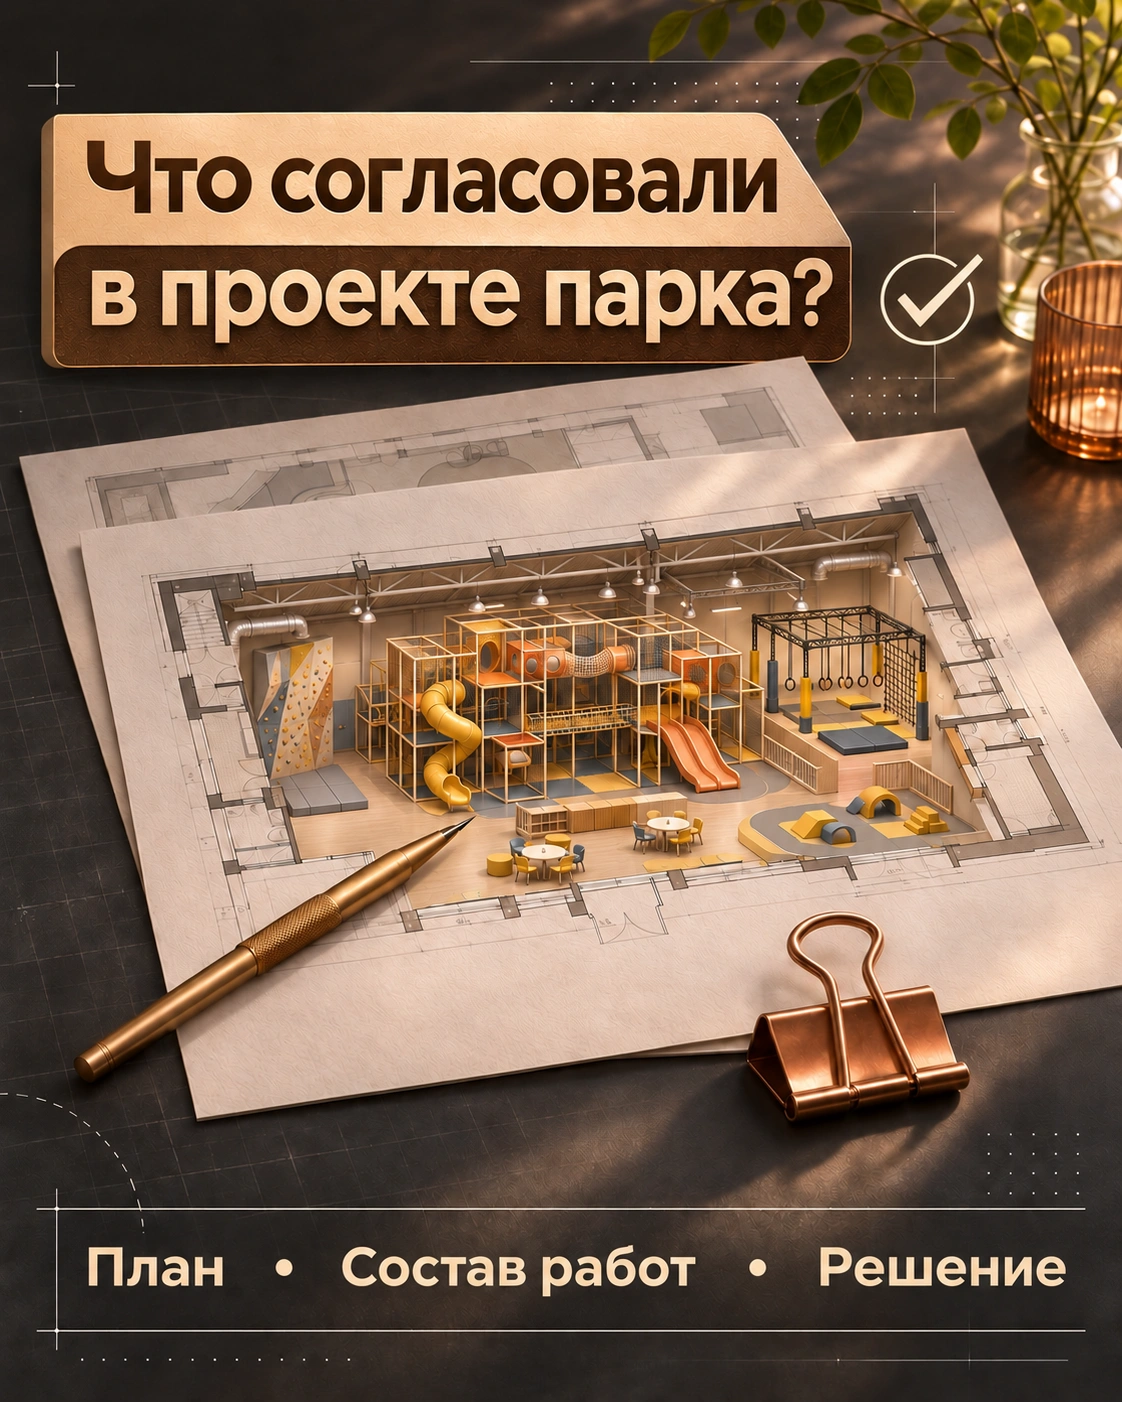 Что согласовали
в проекте парка?
План • Состав работ • Решение